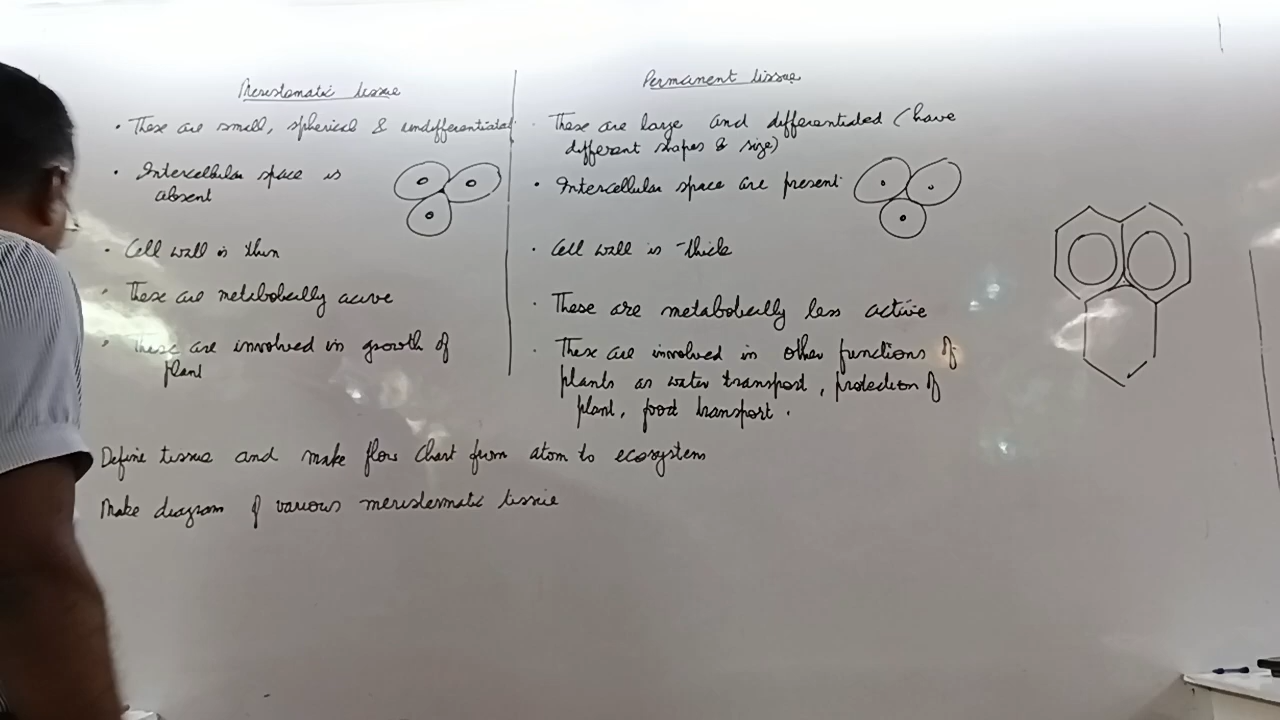 Meristematic tissue
• These are small, spherical & undifferentiated
• Intercellular space is
absent
• Cell wall is thin
• These are metabolically active
• These are involved in growth of
plant
Permanent tissue
• These are large and differentiated (have
different shapes & size)
• Intercellular space are present
• Cell wall is thick
• These are metabolically less active
• These are involved in other functions of
plants as water transport, protection of
plant, food transport.
Define tissue and make flow chart from atom to ecosystem
Make diagram of various meristematic tissue